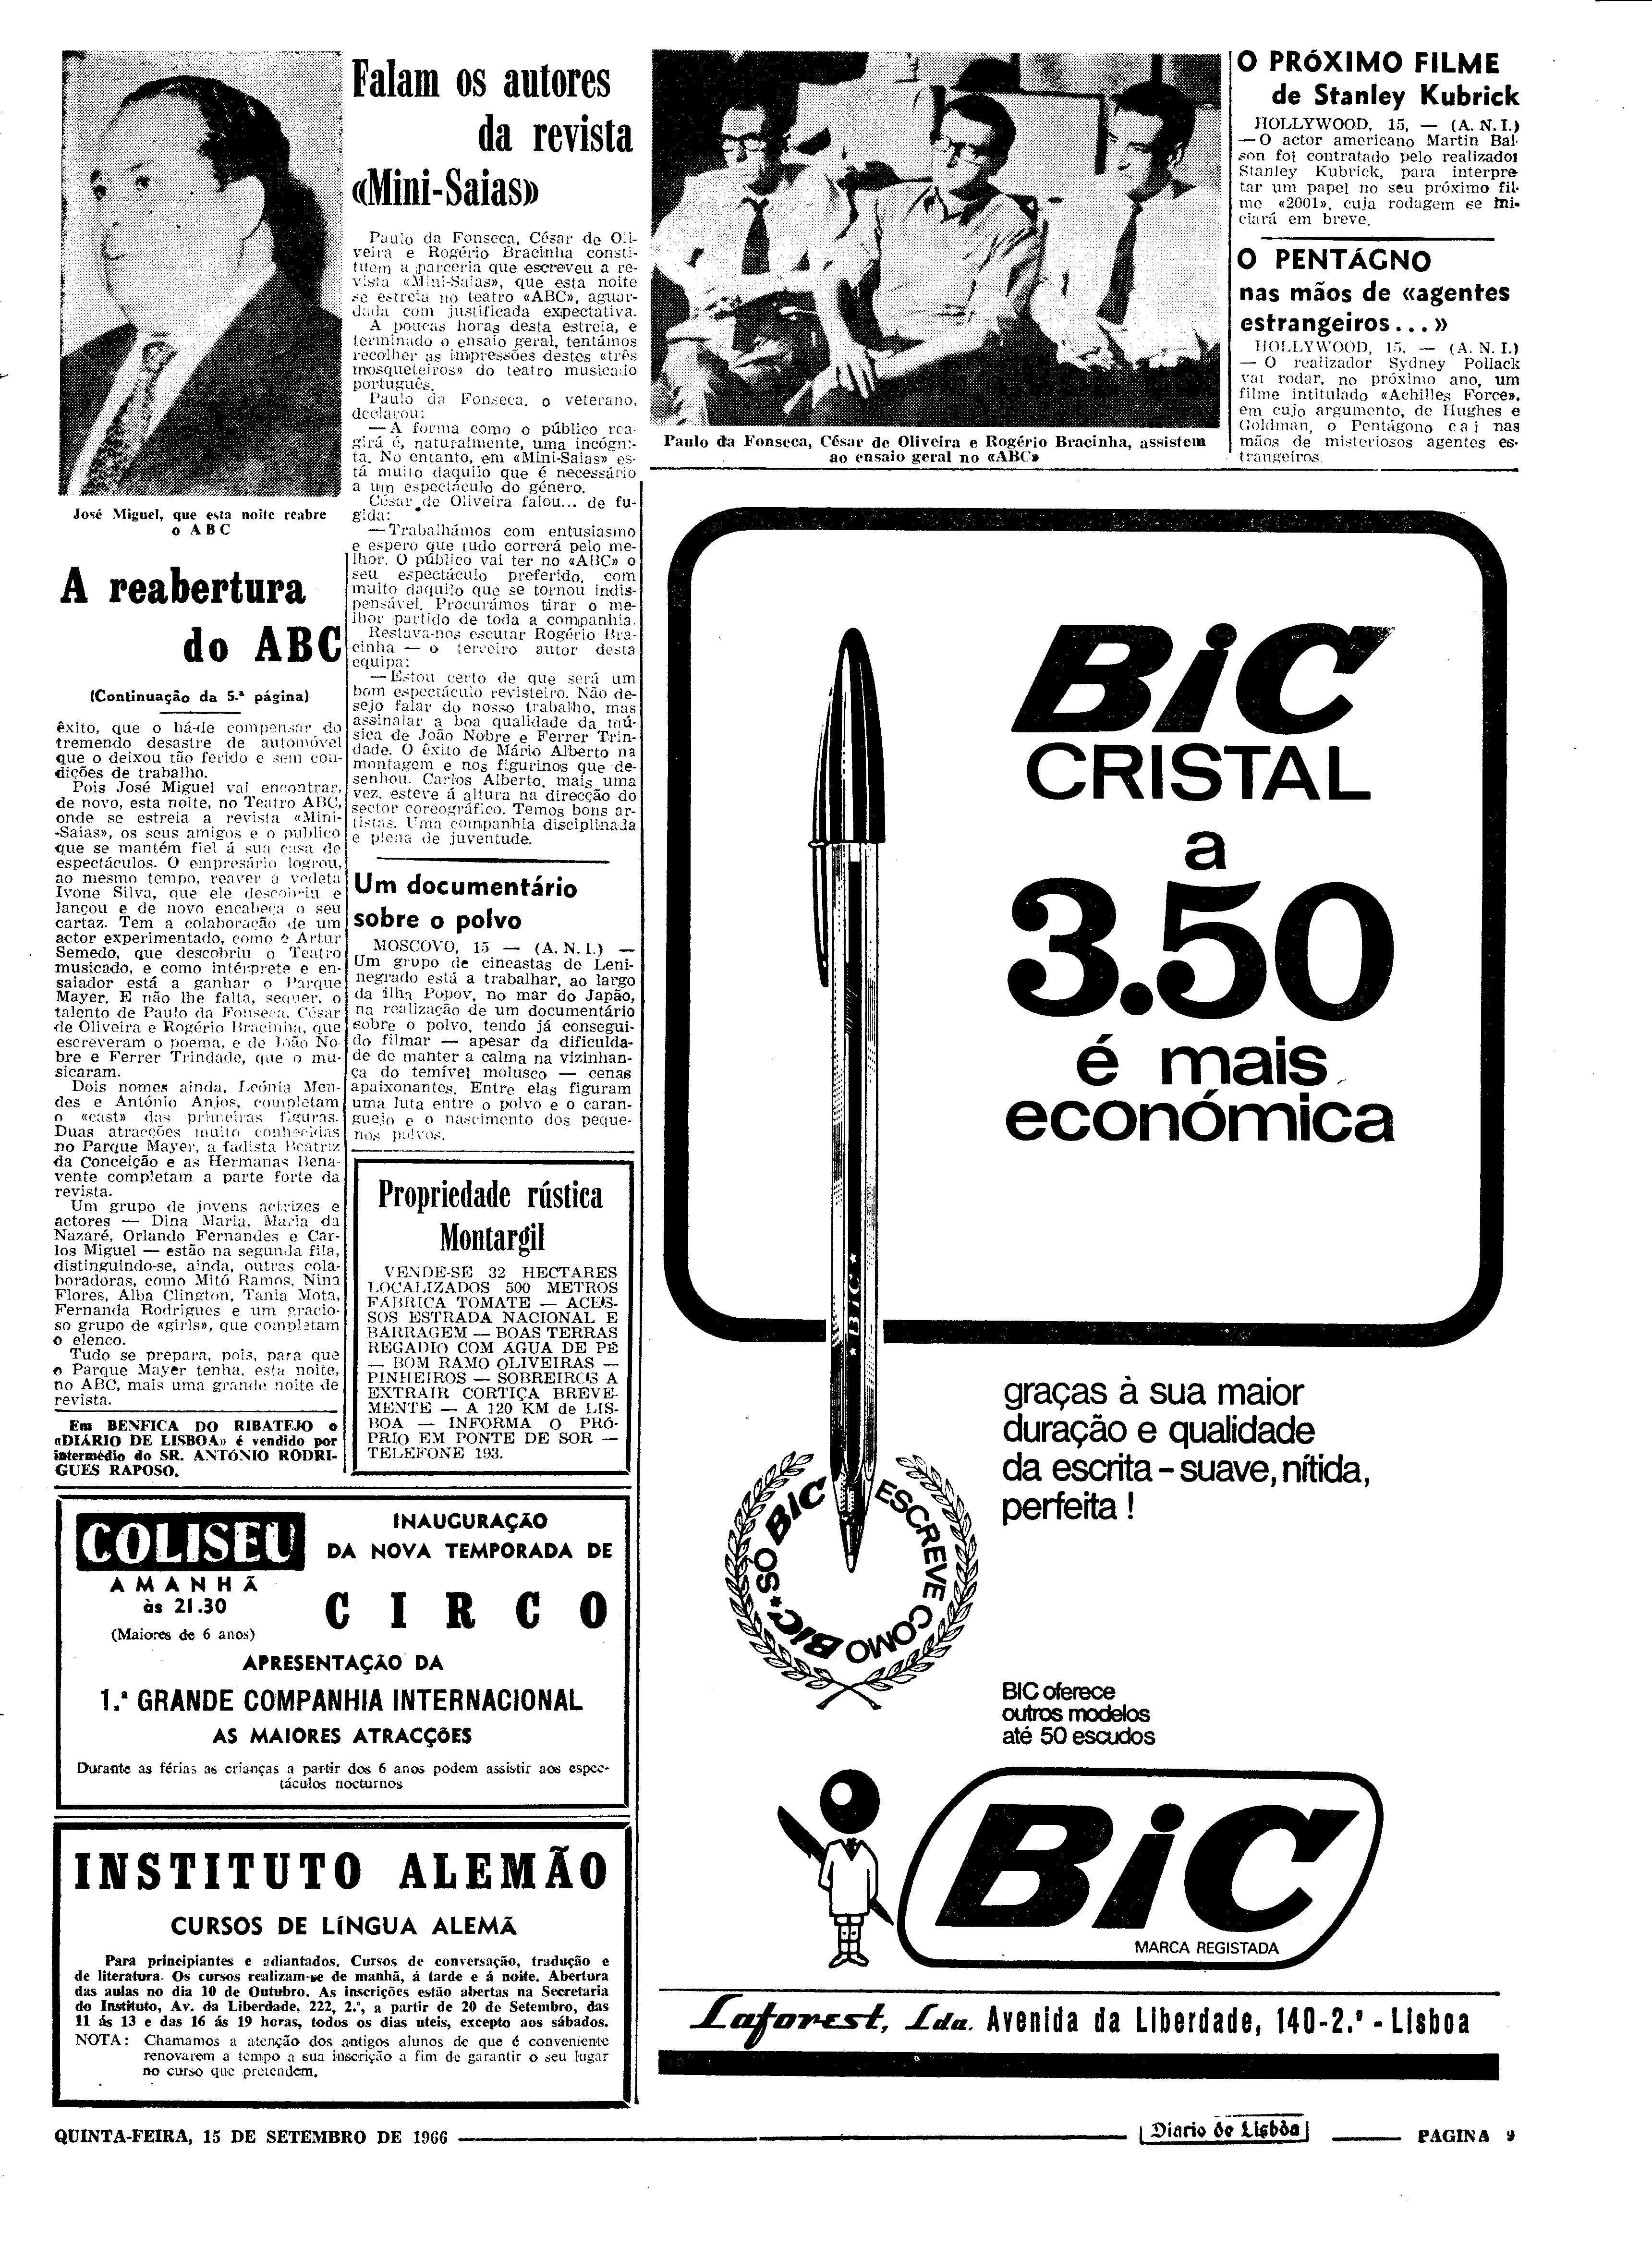 José Miguel, que esta noite reabre
o ABC
A reabertura
do ABC
(Continuação da 5.ª página)
êxito, que o há-de compensar do
tremendo desastre de automóvel
que o deixou tão ferido e sem con-
dições de trabalho.
Pois José Miguel vai encontrar,
de novo, esta noite, no Teatro ABC,
onde se estreia a revista «Mini-
-Saias», os seus amigos e o publico
que se mantém fiel á sua casa de
espectáculos. O empresário logrou,
ao mesmo tempo, reaver a vedeta
Ivone Silva, que ele descobriu e
lançou e de novo encabeça o seu
cartaz. Tem a colaboração de um
actor experimentado, como é Artur
Semedo, que descobriu o Teatro
musicado, e como intérprete e en-
saiador está a ganhar o Parque
Mayer. E não lhe falta, sequer, o
talento de Paulo da Fonseca, César
de Oliveira e Rogério Bracinha, que
escreveram o poema, e de João No-
bre e Ferrer Trindade, que o mu-
sicaram.
Dois nomes ainda, Leónia Men-
des e António Anjos, completam
o «cast» das primeiras figuras.
Duas atracções muito conhecidas
no Parque Mayer, a fadista Beatriz
da Conceição e as Hermanas Bena-
vente completam a parte forte da
revista.
Um grupo de jovens actrizes e
actores — Dina Maria, Maria da
Nazaré, Orlando Fernandes e Car-
los Miguel — estão na segunda fila,
distinguindo-se, ainda, outras cola-
boradoras, como Mitó Ramos, Nina
Flores, Alba Clington, Tania Mota,
Fernanda Rodrigues e um gracio-
so grupo de «girls», que completam
o elenco.
Tudo se prepara, pois, para que
o Parque Mayer tenha, esta noite,
no ABC, mais uma grande noite de
revista.
Em BENFICA DO RIBATEJO o
«DIÁRIO DE LISBOA» é vendido por
intermédio do SR. ANTÓNIO RODRI-
GUES RAPOSO.
Falam os autores
da revista
«Mini-Saias»
Paulo da Fonseca, César de Oli-
veira e Rogério Bracinha consti-
tuem a parceria que escreveu a re-
vista «Mini-Saias», que esta noite
se estreia no teatro «ABC», aguar-
dada com justificada expectativa.
A poucas horas desta estreia, e
terminado o ensaio geral, tentámos
recolher as impressões destes «três
mosqueteiros» do teatro musicado
português.
Paulo da Fonseca, o veterano,
declarou:
— A forma como o público rea-
girá é, naturalmente, uma incógni-
ta. No entanto, em «Mini-Saias» es-
tá muito daquilo que é necessário
a um espectáculo do género.
César de Oliveira falou... de fu-
gida:
— Trabalhámos com entusiasmo
e espero que tudo correrá pelo me-
lhor. O público vai ter no «ABC» o
seu espectáculo preferido, com
muito daquilo que se tornou indis-
pensável. Procurámos tirar o me-
lhor partido de toda a companhia.
Restava-nos escutar Rogério Bra-
cinha — o terceiro autor desta
equipa:
— Estou certo de que será um
bom espectáculo revisteiro. Não de-
sejo falar do nosso trabalho, mas
assinalar a boa qualidade da mú-
sica de João Nobre e Ferrer Trin-
dade. O êxito de Mário Alberto na
montagem e nos figurinos que de-
senhou. Carlos Alberto, mais uma
vez, esteve á altura na direcção do
sector coreográfico. Temos bons ar-
tistas. Uma companhia disciplinada
e plena de juventude.
Um documentário
sobre o polvo
MOSCOVO, 15 — (A. N. I.) —
Um grupo de cineastas de Leni-
negrado está a trabalhar, ao largo
da ilha Popov, no mar do Japão,
na realização de um documentário
sobre o polvo, tendo já consegui-
do filmar — apesar da dificulda-
de de manter a calma na vizinhan-
ça do temível molusco — cenas
apaixonantes. Entre elas figuram
uma luta entre o polvo e o caran-
guejo e o nascimento dos peque-
nos polvos.
Propriedade rústica
Montargil
VENDE-SE 32 HECTARES
LOCALIZADOS 500 METROS
FÁBRICA TOMATE — ACES-
SOS ESTRADA NACIONAL E
BARRAGEM — BOAS TERRAS
REGADIO COM ÁGUA DE PÉ
— BOM RAMO OLIVEIRAS —
PINHEIROS — SOBREIROS A
EXTRAIR CORTIÇA BREVE-
MENTE — A 120 KM de LIS-
BOA — INFORMA O PRÓ-
PRIO EM PONTE DE SOR —
TELEFONE 193.
Paulo da Fonseca, César de Oliveira e Rogério Bracinha, assistem
ao ensaio geral no «ABC»
O PRÓXIMO FILME
de Stanley Kubrick
HOLLYWOOD, 15, — (A. N. I.)
— O actor americano Martin Bal-
son foi contratado pelo realizador
Stanley Kubrick, para interpre
tar um papel no seu próximo fil-
me «2001», cuja rodagem se ini-
ciará em breve.
O PENTÁGNO
nas mãos de «agentes
estrangeiros...»
HOLLYWOOD, 15, — (A. N. I.)
— O realizador Sydney Pollack
vai rodar, no próximo ano, um
filme intitulado «Achilles Force»,
em cujo argumento, de Hughes e
Goldman, o Pentágono cai nas
mãos de misteriosos agentes es-
trangeiros.
BiC
CRISTAL
a
3.50
é mais
económica
BiC
graças à sua maior
duração e qualidade
da escrita – suave, nítida,
perfeita !
SÓ BiC ESCREVE COMO BiC
BIC oferece
outros modelos
até 50 escudos
BiC
MARCA REGISTADA
Laforest, Lda. Avenida da Liberdade, 140-2.º - Lisboa
COLISEU
AMANHÃ
às 21.30
(Maiores de 6 anos)
INAUGURAÇÃO
DA NOVA TEMPORADA DE
CIRCO
APRESENTAÇÃO DA
1.ª GRANDE COMPANHIA INTERNACIONAL
AS MAIORES ATRACÇÕES
Durante as férias as crianças a partir dos 6 anos podem assistir aos espec-
táculos nocturnos
INSTITUTO ALEMÃO
CURSOS DE LÍNGUA ALEMÃ
Para principiantes e adiantados. Cursos de conversação, tradução e
de literatura. Os cursos realizam-se de manhã, á tarde e á noite. Abertura
das aulas no dia 10 de Outubro. As inscrições estão abertas na Secretaria
do Instituto, Av. da Liberdade, 222, 2.º, a partir de 20 de Setembro, das
11 ás 13 e das 16 ás 19 horas, todos os dias uteis, excepto aos sábados.
NOTA: Chamamos a atenção dos antigos alunos de que é conveniente
renovarem a tempo a sua inscrição a fim de garantir o seu lugar
no curso que pretendem.
QUINTA-FEIRA, 15 DE SETEMBRO DE 1966
Diario de Lisbôa
PAGINA 9